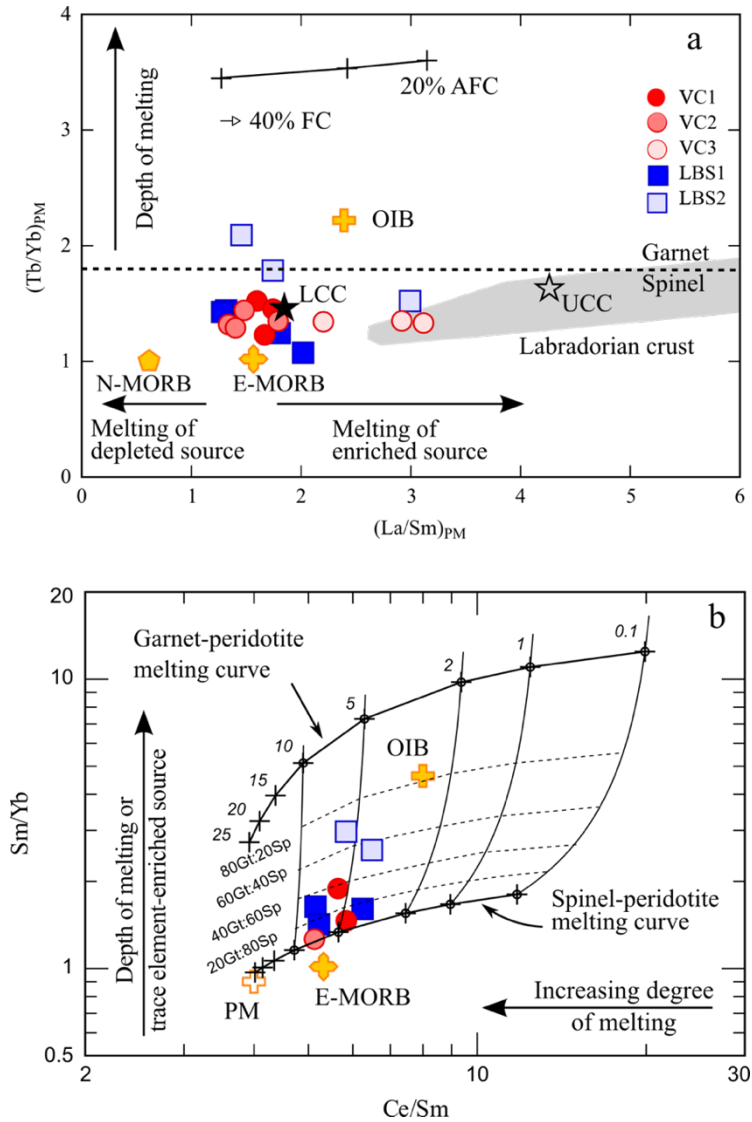 4
3
2
1
0
0
1
2
3
4
5
6
(Tb/Yb)PM
(La/Sm)PM
a
Depth of melting
20% AFC
40% FC
VC1
VC2
VC3
LBS1
LBS2
OIB
Garnet
Spinel
LCC
UCC
Labradorian crust
N-MORB
E-MORB
Melting of
depleted source
Melting of
enriched source
20
10
1
0.5
2
10
30
Sm/Yb
Ce/Sm
b
Garnet-peridotite
melting curve
0.1
1
2
5
10
15
20
25
OIB
80Gt:20Sp
60Gt:40Sp
40Gt:60Sp
20Gt:80Sp
Depth of melting or
trace element-enriched source
Spinel-peridotite
melting curve
PM
E-MORB
Increasing degree
of melting